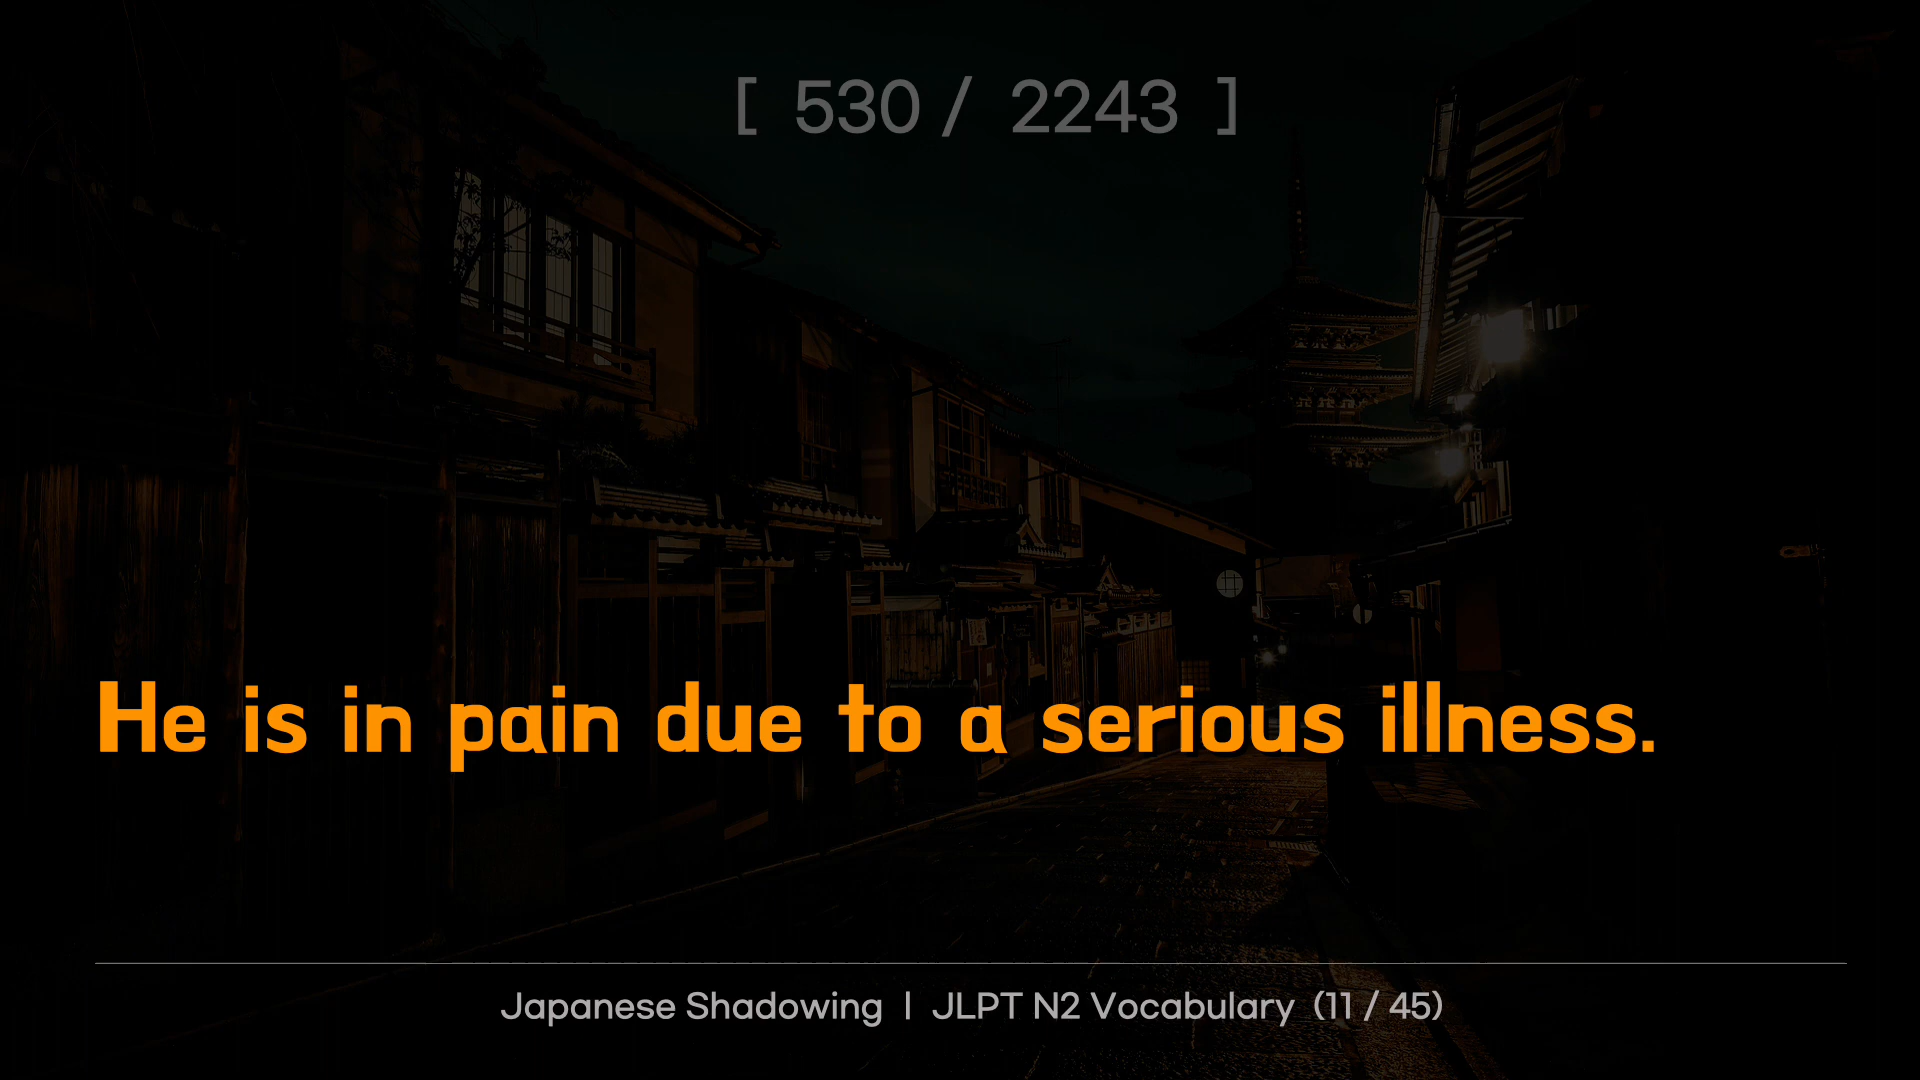 [ 530 / 2243 ]
He is in pain due to a serious illness.
Japanese Shadowing | JLPT N2 Vocabulary (11 / 45)